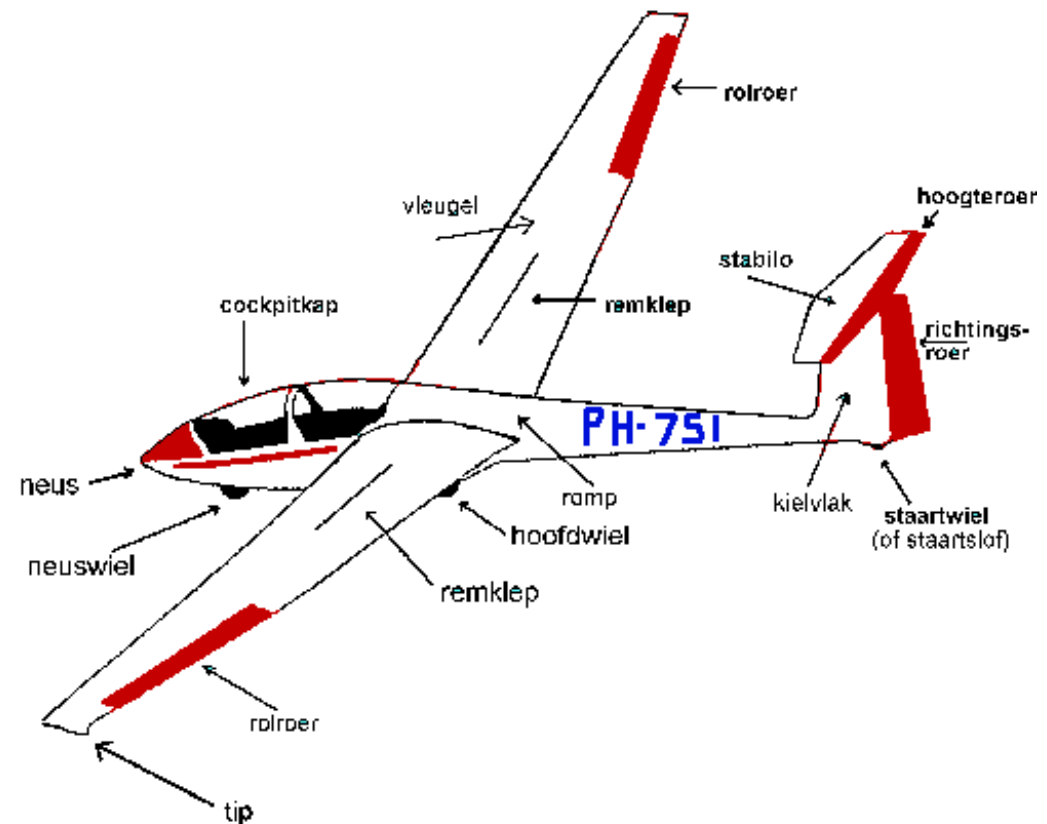 rolroer
hoogteroer
vleugel
stabilo
cockpitkap
remklep
richtings-
roer
PH-751
neus
romp
kielvlak
staartwiel
(of staartslof)
hoofdwiel
neuswiel
remklep
rolroer
tip